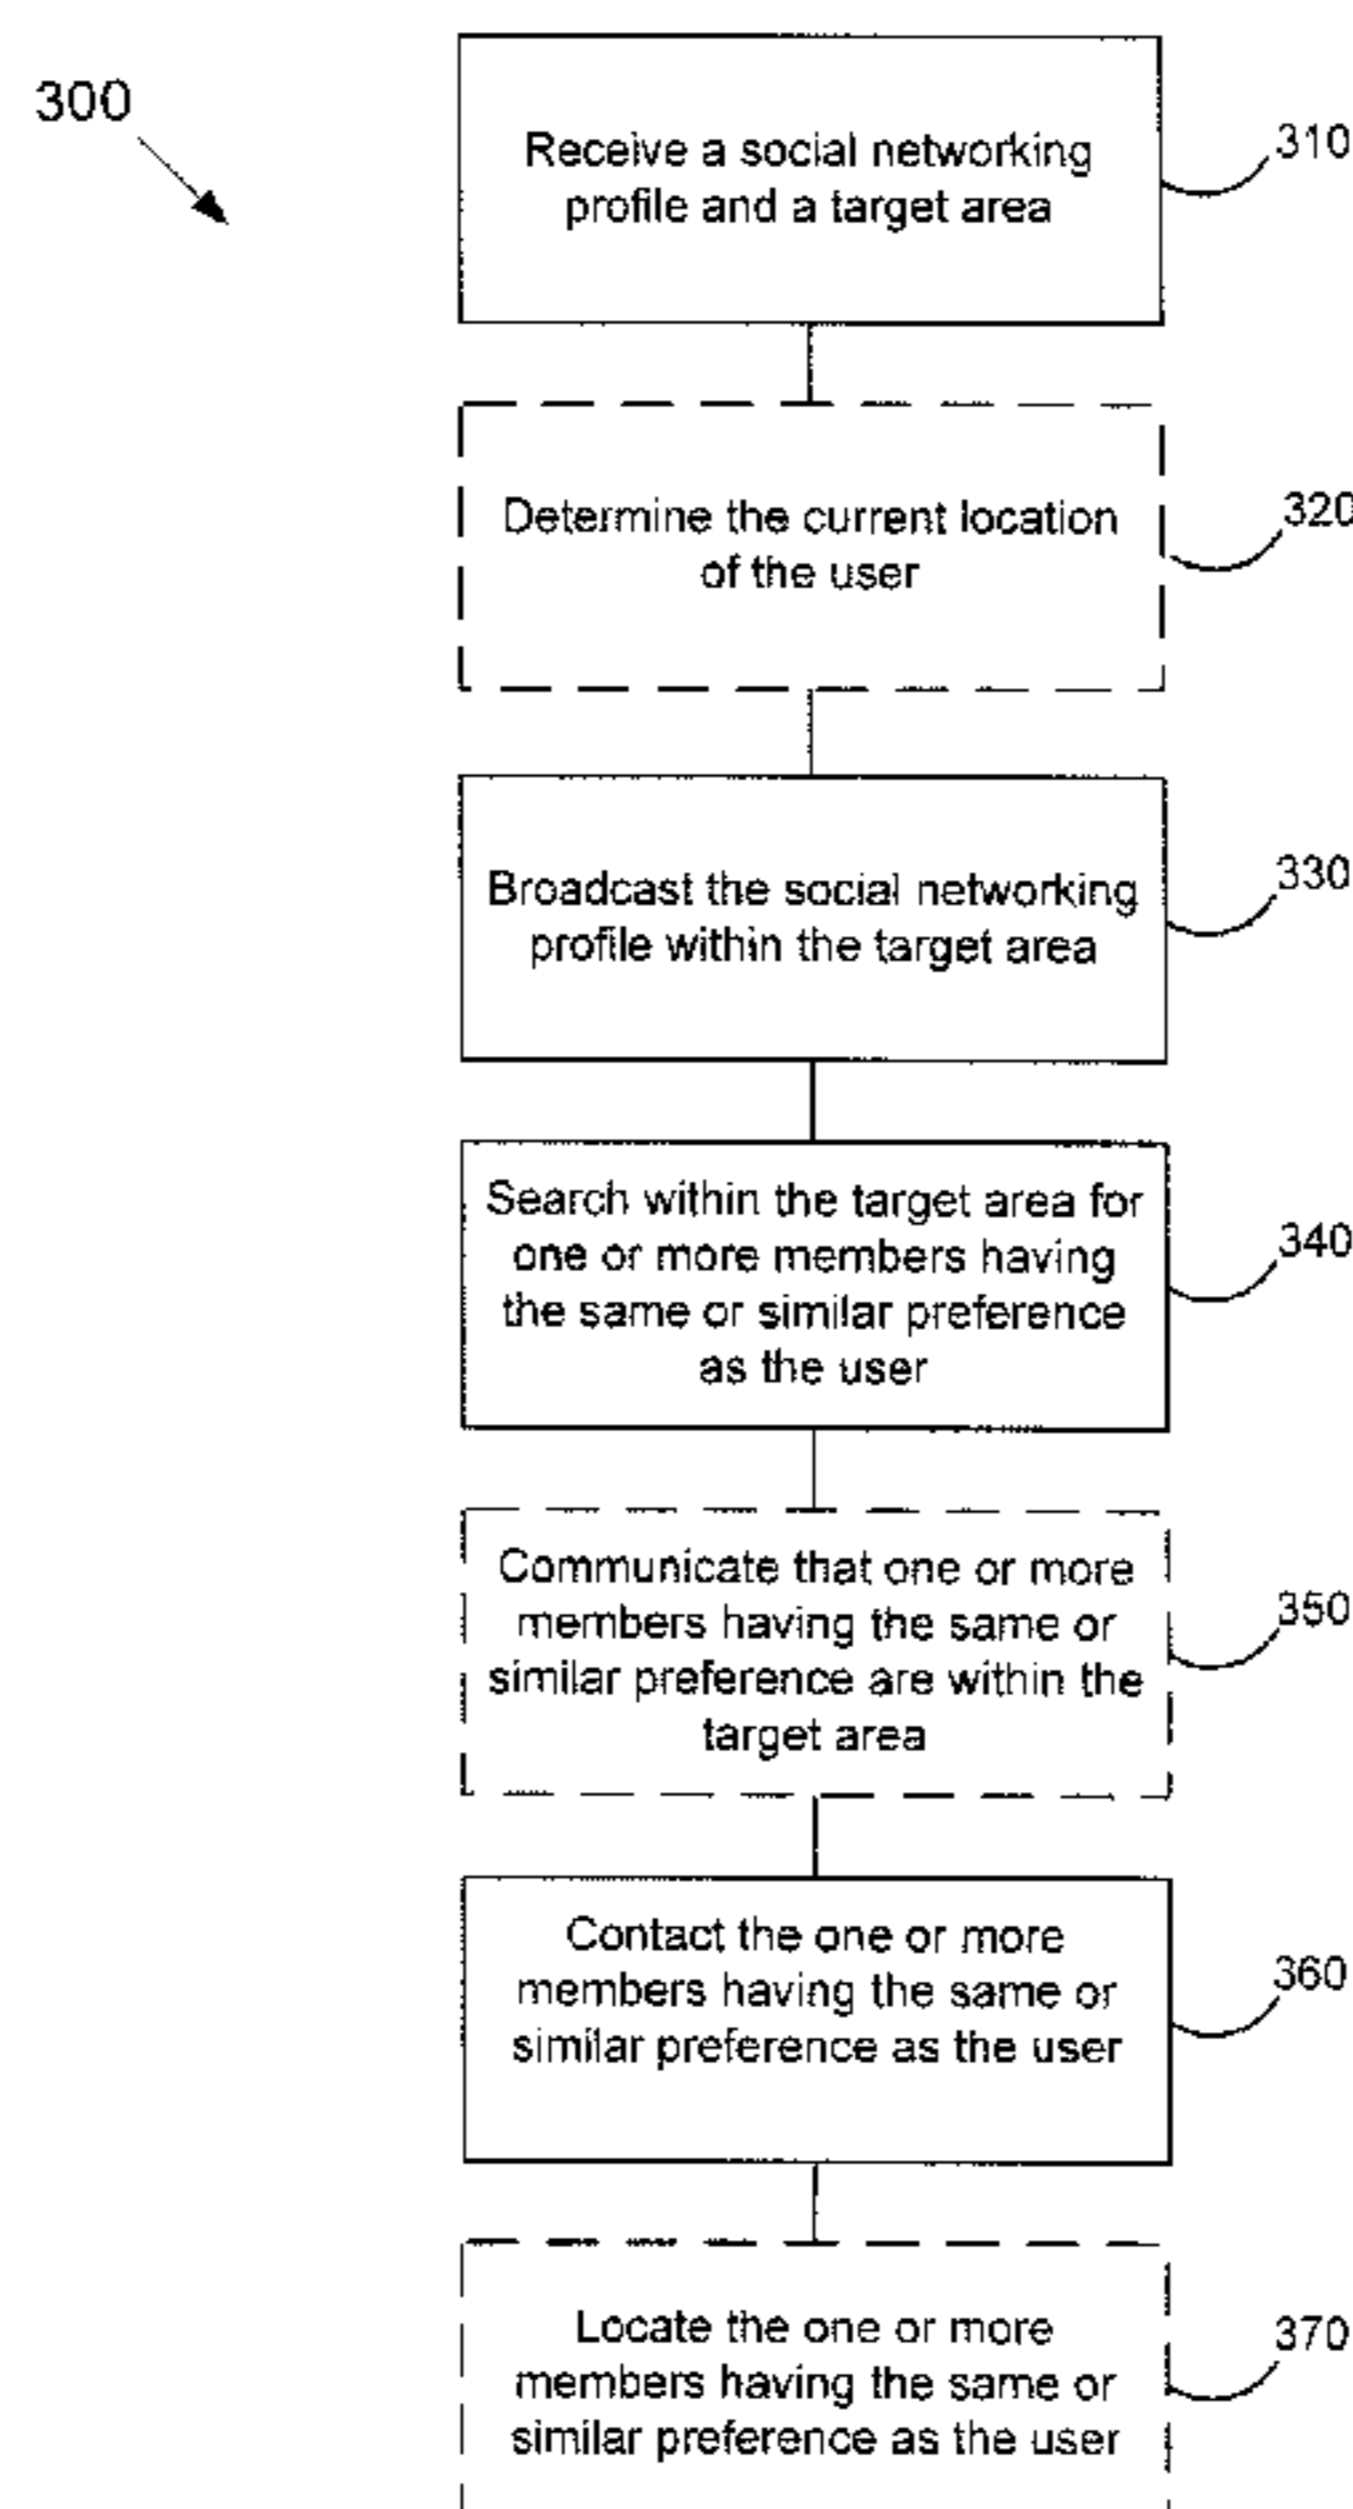 300
Receive a social networking
profile and a target area
310
Determine the current location
of the user
320
Broadcast the social networking
profile within the target area
330
Search within the target area for
one or more members having
the same or similar preference
as the user
340
Communicate that one or more
members having the same or
similar preference are within the
target area
350
Contact the one or more
members having the same or
similar preference as the user
360
Locate the one or more
members having the same or
similar preference as the user
370